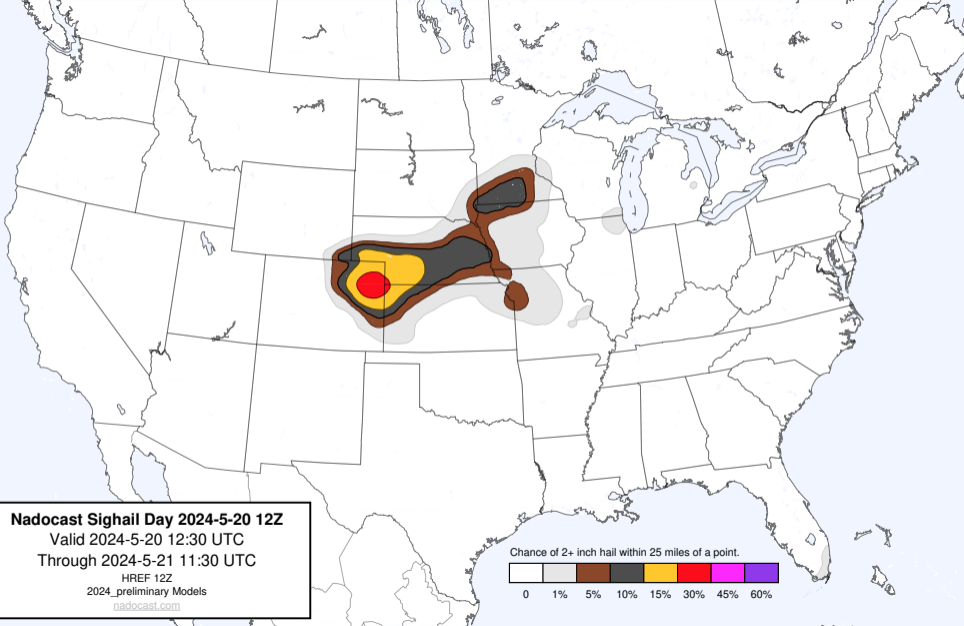 Nadocast Sighail Day 2024-5-20 12Z
Valid 2024-5-20 12:30 UTC
Through 2024-5-21 11:30 UTC
HREF 12Z
2024_preliminary Models
nadocast.com
Chance of 2+ inch hail within 25 miles of a point.
0 1% 5% 10% 15% 30% 45% 60%